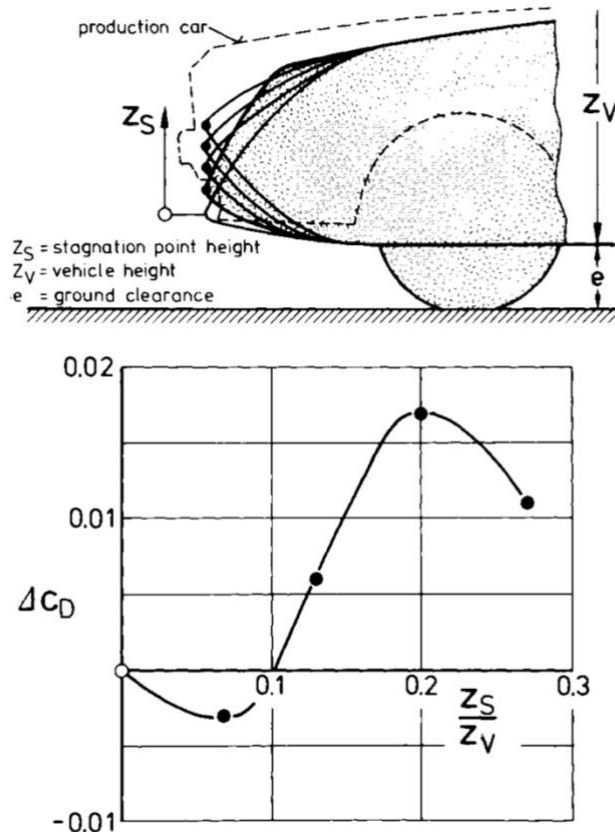 production car
Z_S
Z_V
Z_S = stagnation point height
Z_V = vehicle height
e = ground clearance
e
0.02
0.01
Δc_D
0.1
0.2
0.3
Z_S
Z_V
-0.01